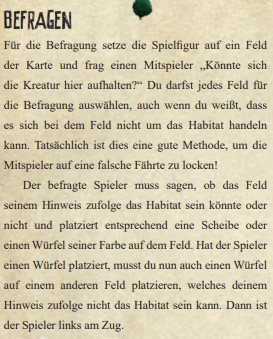 BEFRAGEN
Für die Befragung setze die Spielfigur auf ein Feld
der Karte und frag einen Mitspieler „Könnte sich
die Kreatur hier aufhalten?“ Du darfst jedes Feld für
die Befragung auswählen, auch wenn du weißt, dass
es sich bei dem Feld nicht um das Habitat handeln
kann. Tatsächlich ist dies eine gute Methode, um die
Mitspieler auf eine falsche Fährte zu locken!
Der befragte Spieler muss sagen, ob das Feld
seinem Hinweis zufolge das Habitat sein könnte oder
nicht und platziert entsprechend eine Scheibe oder
einen Würfel seiner Farbe auf dem Feld. Hat der Spieler
einen Würfel platziert, musst du nun auch einen Würfel
auf einem anderen Feld platzieren, welches deinem
Hinweis zufolge nicht das Habitat sein kann. Dann ist
der Spieler links am Zug.